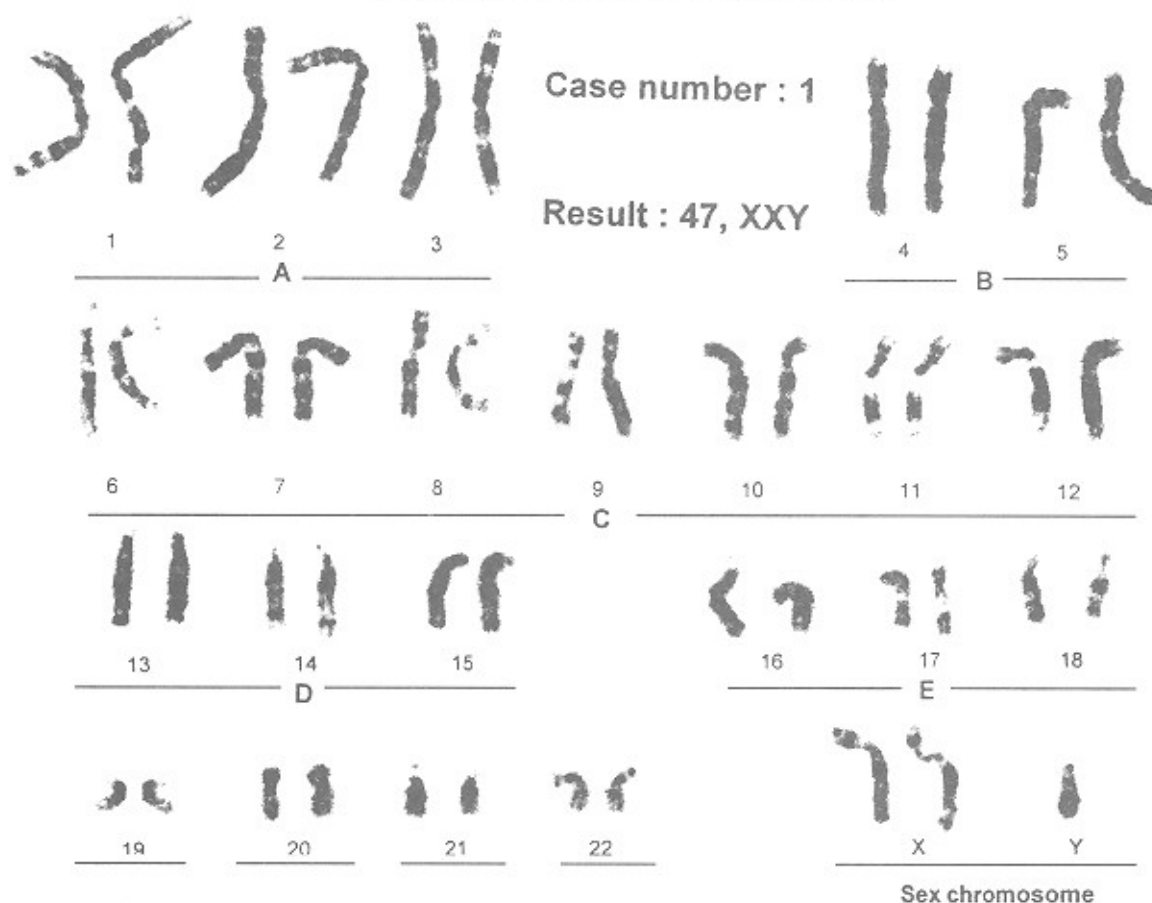 Case number : 1
Result : 47, XXY
1 2 3
A
4 5
B
6 7 8 9 10 11 12
C
13 14 15
D
16 17 18
E
19 20 21 22
X Y
Sex chromosome